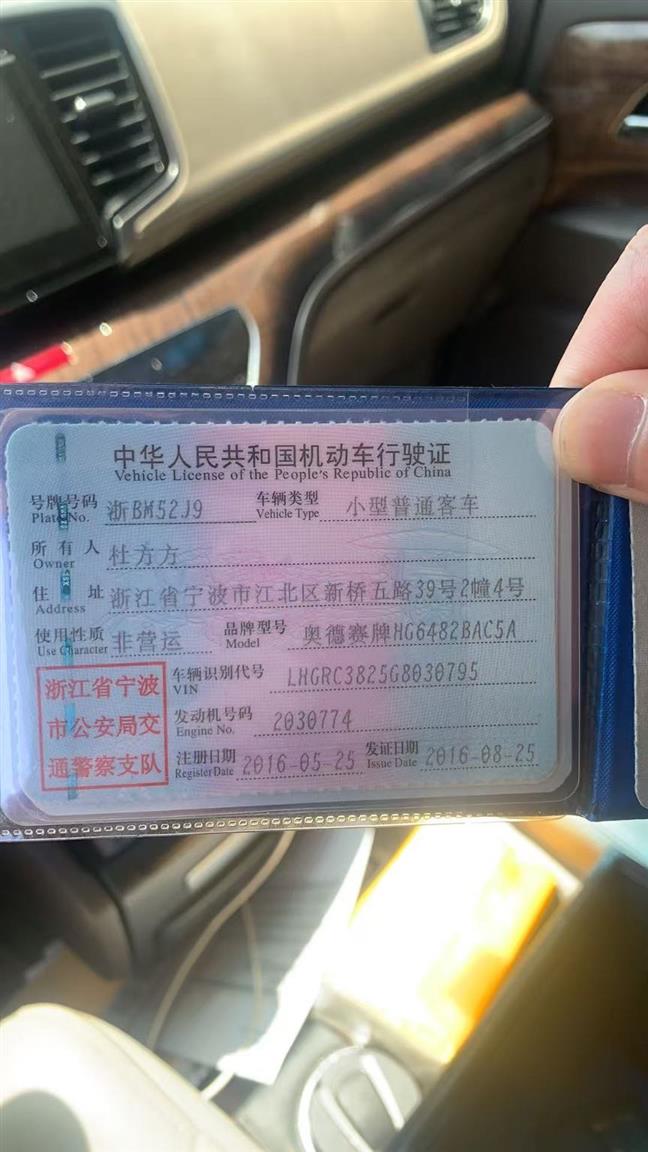 中华人民共和国机动车行驶证
Vehicle License of the People's Republic of China
号牌号码 浙BM52J9 车辆类型 小型普通客车
Plate No. Vehicle Type
所有人 杜方方
Owner
住址 浙江省宁波市江北区新桥五路39号2幢4号
Address
使用性质 非营运 品牌型号 奥德赛牌HG6482BAC5A
Use Character Model
浙江省宁波
市公安局交
通警察支队
车辆识别代号 LHGRC3825G8030795
VIN
发动机号码 2030774
Engine No.
注册日期 2016-05-25 发证日期 2016-08-25
Register Date Issue Date